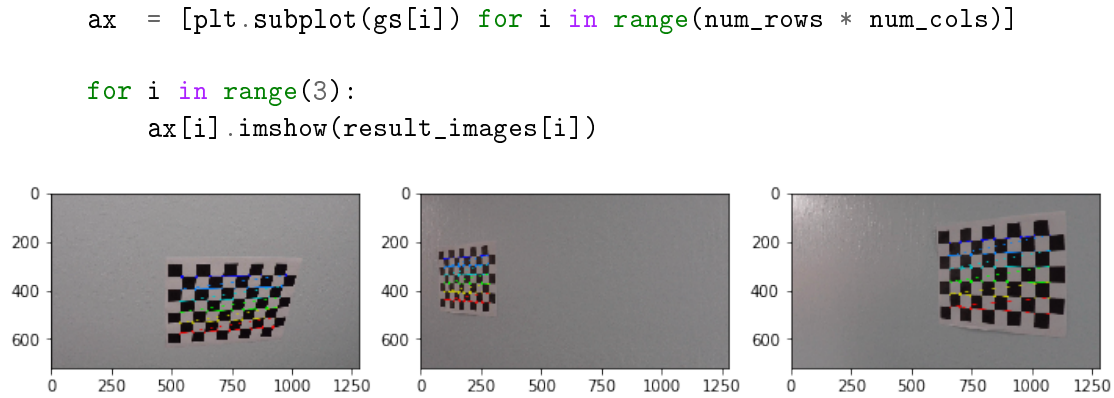 ax  = [plt.subplot(gs[i]) for i in range(num_rows * num_cols)]
for i in range(3):
    ax[i].imshow(result_images[i])
0
200
400
600
0 250 500 750 1000 1250
0
200
400
600
0 250 500 750 1000 1250
0
200
400
600
0 250 500 750 1000 1250